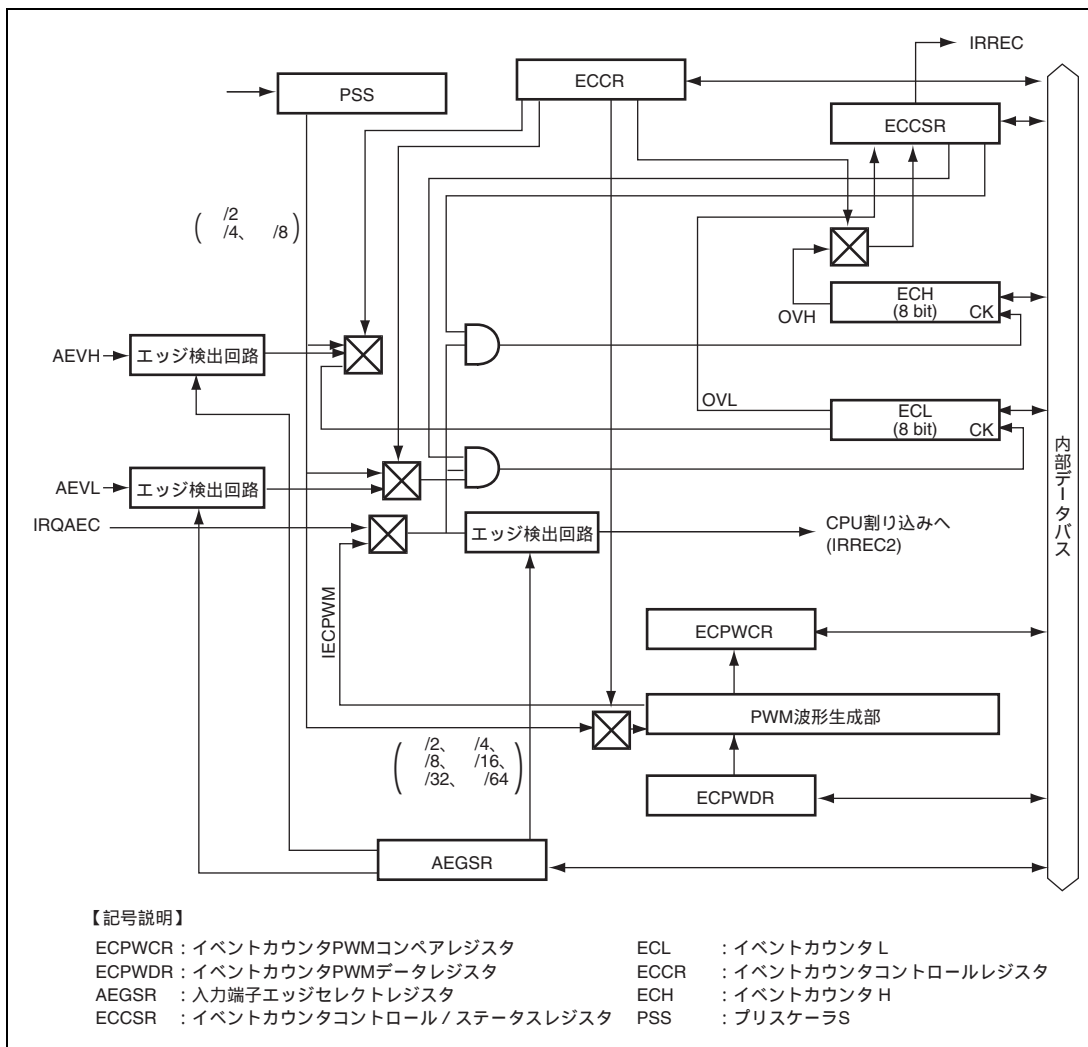 IRREC
PSS
ECCR
ECCSR
( /2
/4、 /8 )
ECH
(8 bit)
CK
OVH
AEVH
エッジ検出回路
OVL
ECL
(8 bit)
CK
AEVL
エッジ検出回路
IRQAEC
エッジ検出回路
CPU割り込みへ
(IRREC2)
内部データバス
IECPWM
ECPWCR
PWM波形生成部
( /2、 /4、
/8、 /16、
/32、 /64 )
ECPWDR
AEGSR
【記号説明】
ECPWCR : イベントカウンタPWMコンペアレジスタ
ECPWDR : イベントカウンタPWMデータレジスタ
AEGSR : 入力端子エッジセレクトレジスタ
ECCSR : イベントカウンタコントロール / ステータスレジスタ
ECL : イベントカウンタ L
ECCR : イベントカウンタコントロールレジスタ
ECH : イベントカウンタ H
PSS : プリスケーラS